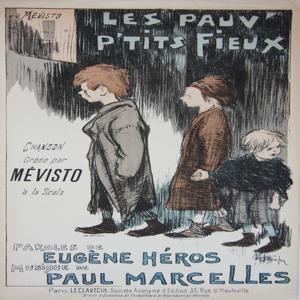 à MÉVISTO
LES PAUV'
P'TITS FIEUX
CHANSON
Créée par
MÉVISTO
à la Scala
PAROLES DE
EUGÈNE HÉROS
MUSIQUE DE
PAUL MARCELLES
Paris, LE CLAVECIN, Société Anonyme d'Edition, 35, Rue d'Hauteville